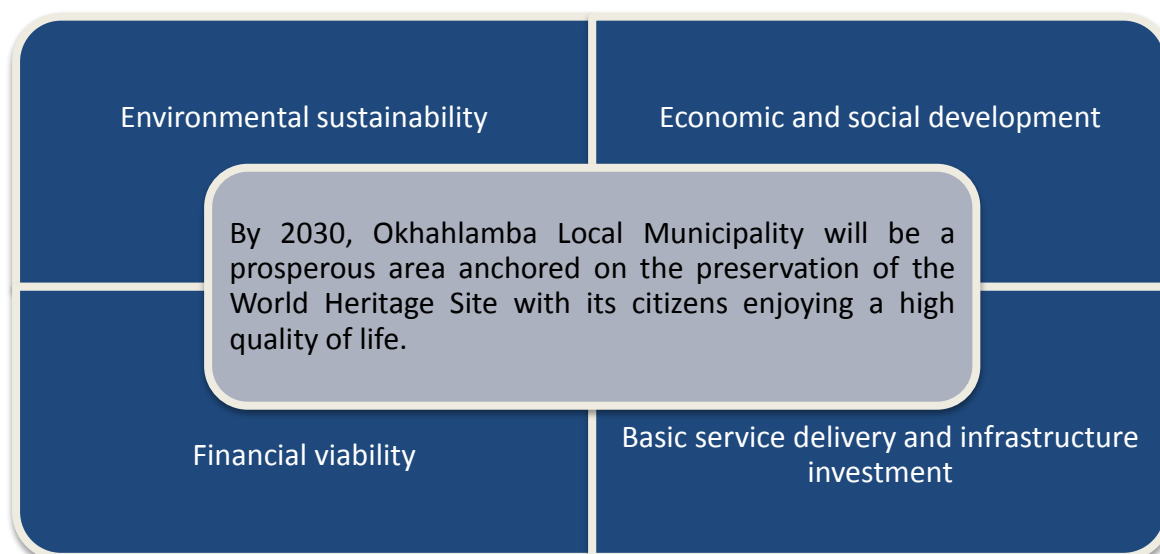 Environmental sustainability
Economic and social development
By 2030, Okhahlamba Local Municipality will be a
prosperous area anchored on the preservation of the
World Heritage Site with its citizens enjoying a high
quality of life.
Financial viability
Basic service delivery and infrastructure
investment